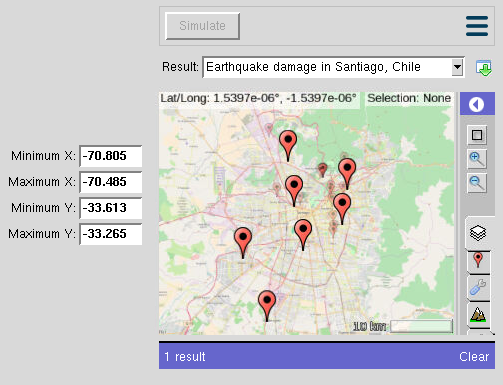 Simulate
Result: Earthquake damage in Santiago, Chile
Lat/Long: 1.5397e-06°, -1.5397e-06° Selection: None
Minimum X: -70.805
Maximum X: -70.485
Minimum Y: -33.613
Maximum Y: -33.265
10 km
1 result Clear